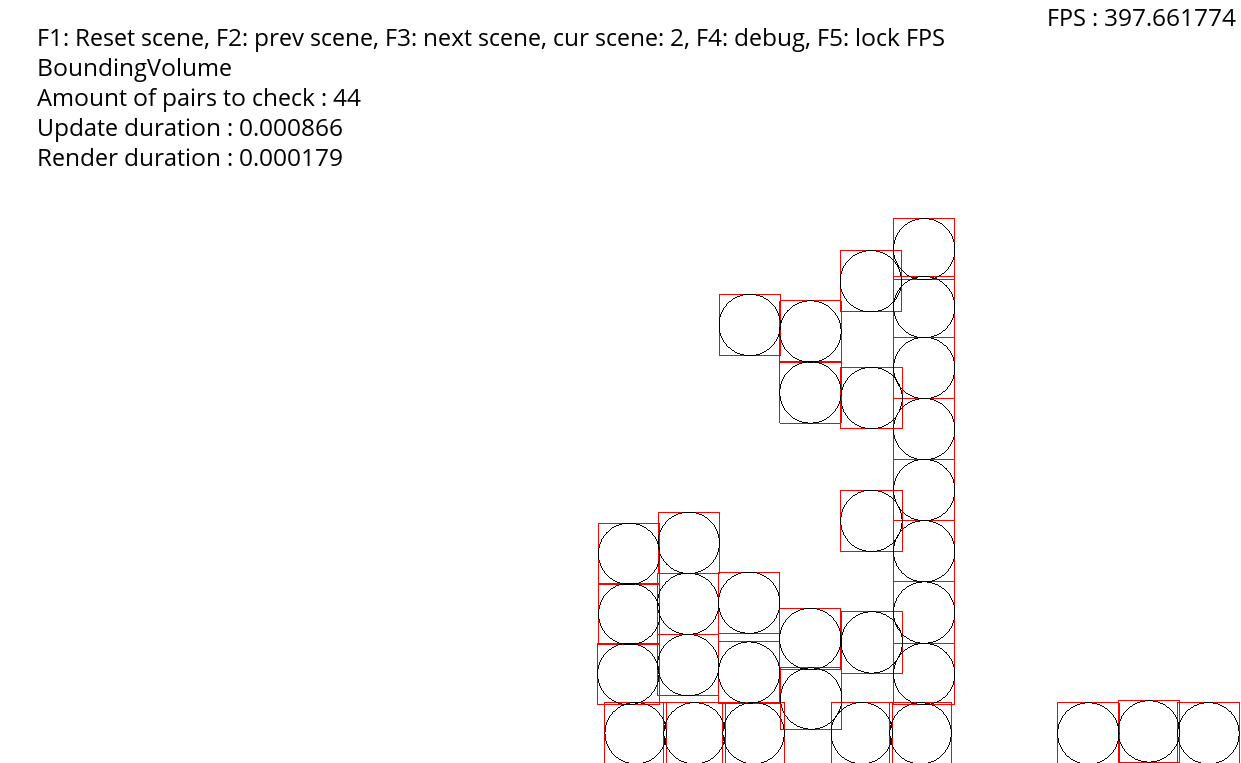 FPS : 397.661774
F1: Reset scene, F2: prev scene, F3: next scene, cur scene: 2, F4: debug, F5: lock FPS
BoundingVolume
Amount of pairs to check : 44
Update duration : 0.000866
Render duration : 0.000179